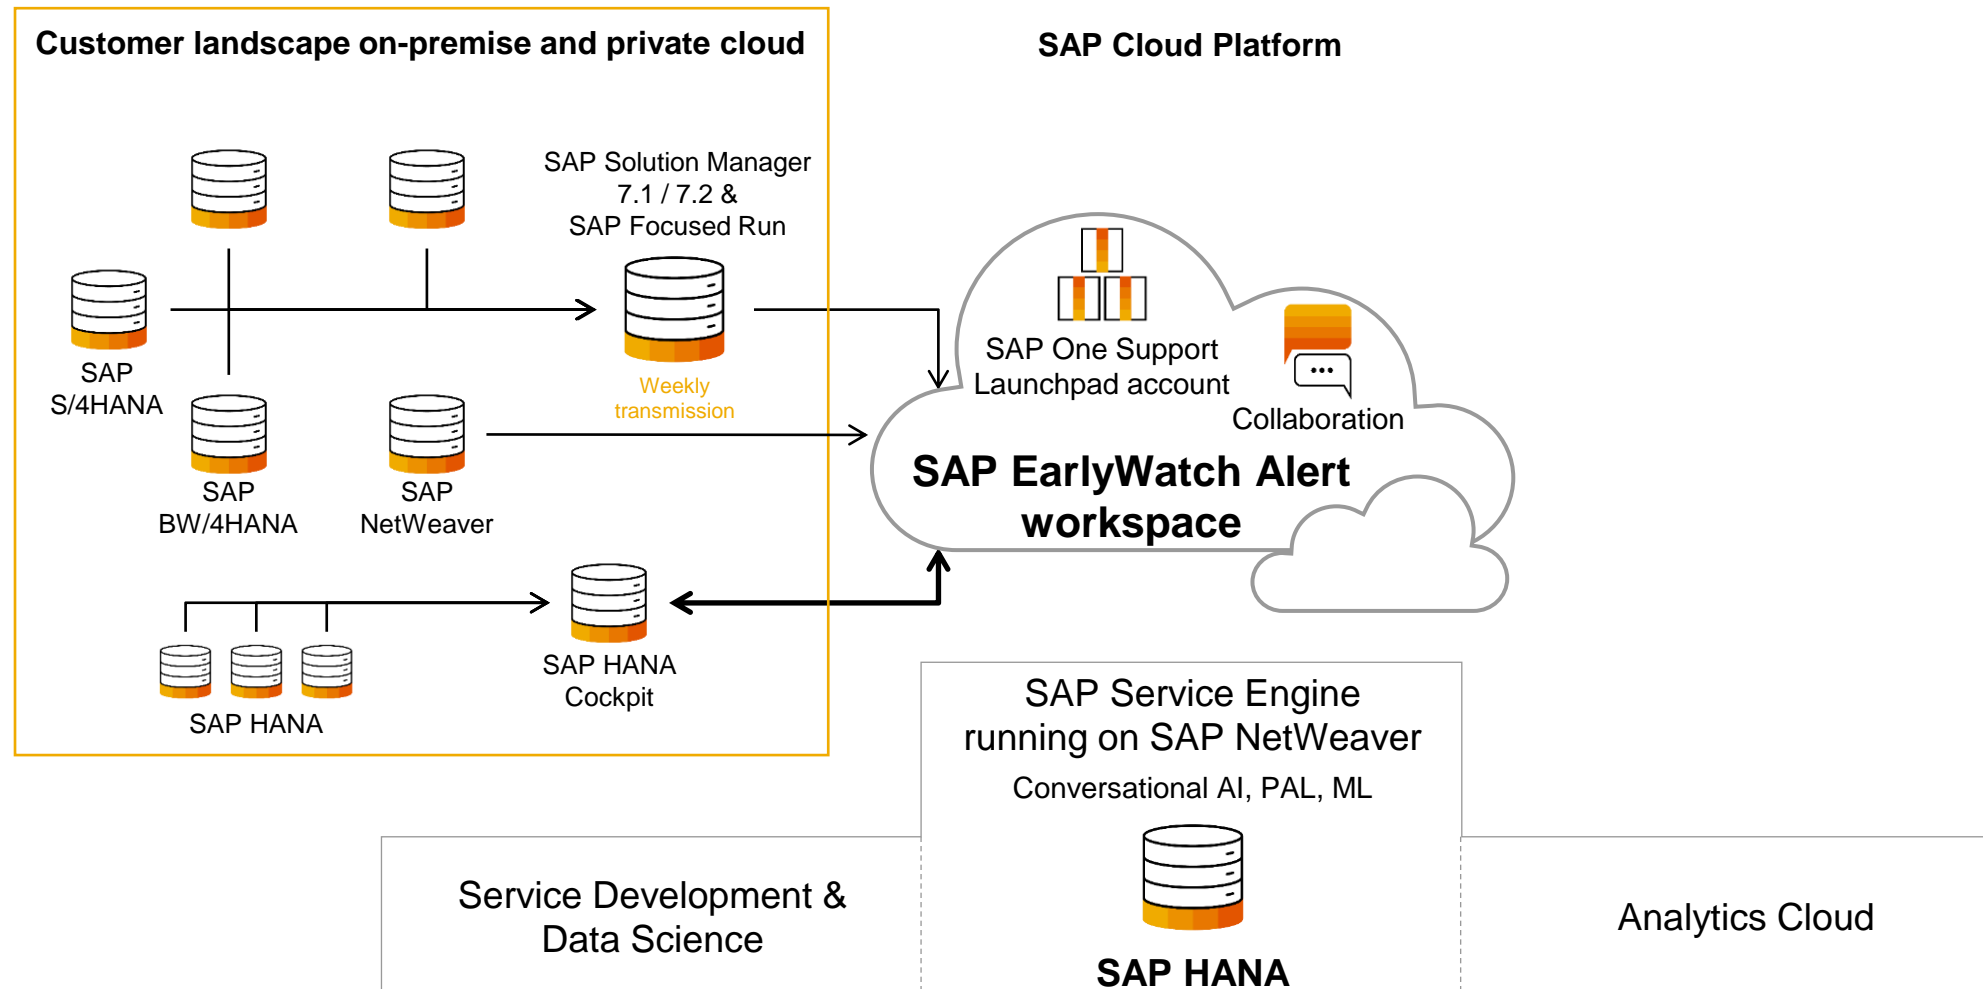 Customer landscape on-premise and private cloud
SAP Cloud Platform
SAP Solution Manager
7.1 / 7.2 &
SAP Focused Run
SAP
S/4HANA
Weekly
transmission
SAP
BW/4HANA
SAP
NetWeaver
SAP HANA
Cockpit
SAP HANA
SAP One Support
Launchpad account
Collaboration
SAP EarlyWatch Alert
workspace
SAP Service Engine
running on SAP NetWeaver
Conversational AI, PAL, ML
SAP HANA
Service Development &
Data Science
Analytics Cloud